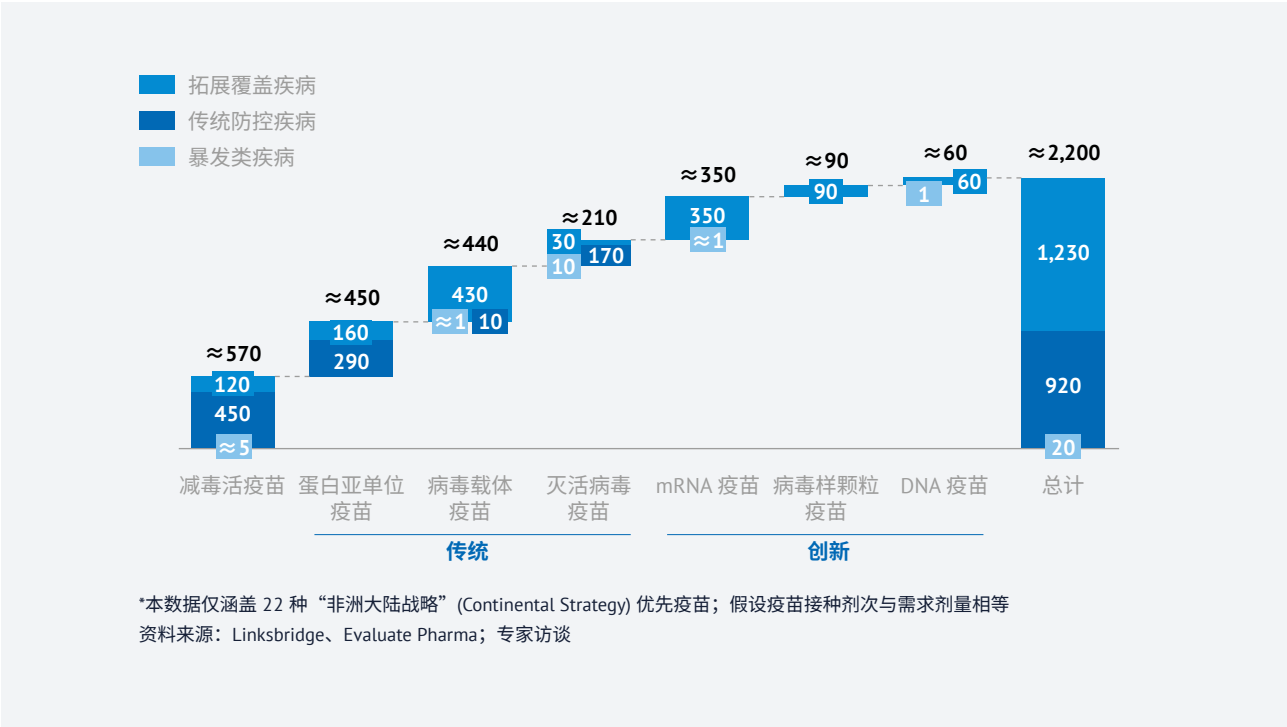 拓展覆盖疾病
传统防控疾病
暴发类疾病
≈570
120
450
≈5
≈450
160
290
≈440
430
≈1
10
≈210
30
10
170
≈350
350
≈1
≈90
90
≈60
60
1
≈2,200
1,230
920
20
减毒活疫苗
蛋白亚单位
疫苗
病毒载体
疫苗
灭活病毒
疫苗
mRNA 疫苗
病毒样颗粒
疫苗
DNA 疫苗
总计
传统
创新
*本数据仅涵盖 22 种“非洲大陆战略”(Continental Strategy) 优先疫苗；假设疫苗接种剂次与需求剂量相等
资料来源：Linksbridge、Evaluate Pharma；专家访谈